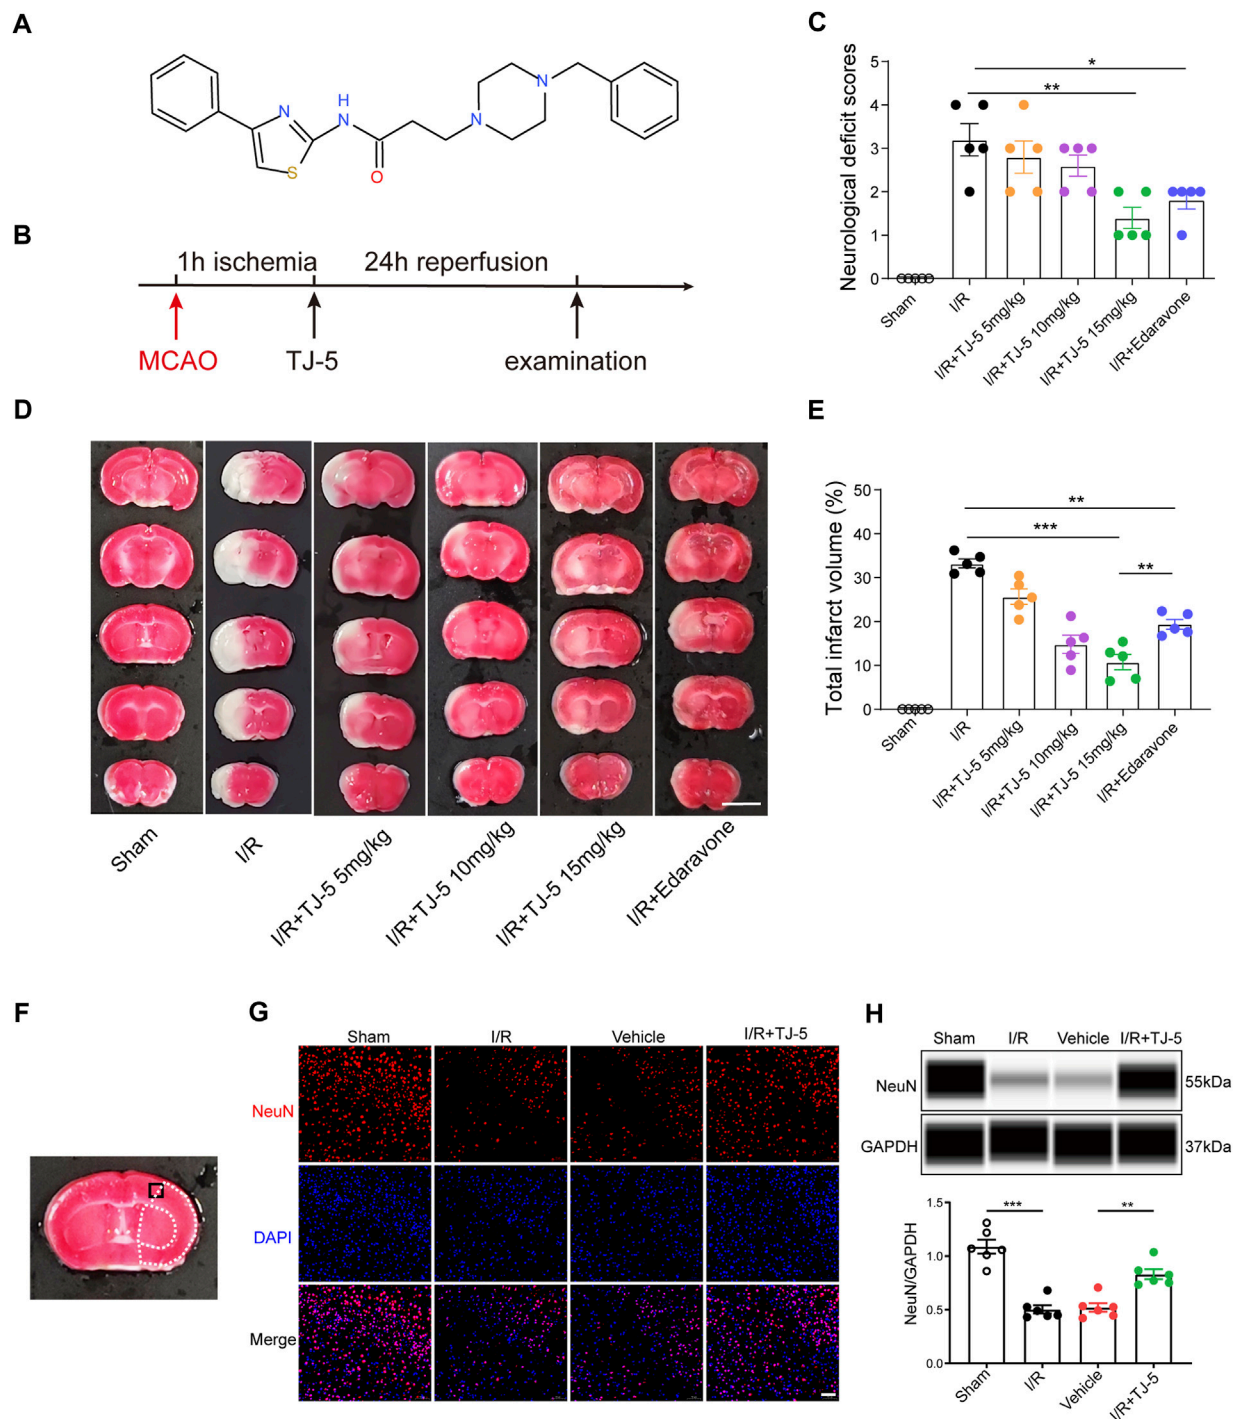 A
H
N
N
N
N
S
O
B
1h ischemia
24h reperfusion
MCAO
TJ-5
examination
C
Neurological deficit scores
5
4
3
2
1
0
*
**
Sham
I/R
I/R+TJ-5 5mg/kg
I/R+TJ-5 10mg/kg
I/R+TJ-5 15mg/kg
I/R+Edaravone
D
Sham
I/R
I/R+TJ-5 5mg/kg
I/R+TJ-5 10mg/kg
I/R+TJ-5 15mg/kg
I/R+Edaravone
E
Total infarct volume (%)
50
40
30
20
10
0
**
***
**
Sham
I/R
I/R+TJ-5 5mg/kg
I/R+TJ-5 10mg/kg
I/R+TJ-5 15mg/kg
I/R+Edaravone
F
G
Sham I/R Vehicle I/R+TJ-5
NeuN
DAPI
Merge
H
Sham I/R Vehicle I/R+TJ-5
NeuN 55kDa
GAPDH 37kDa
NeuN/GAPDH
1.5
1.0
0.5
0.0
***
**
Sham
I/R
Vehicle
I/R+TJ-5